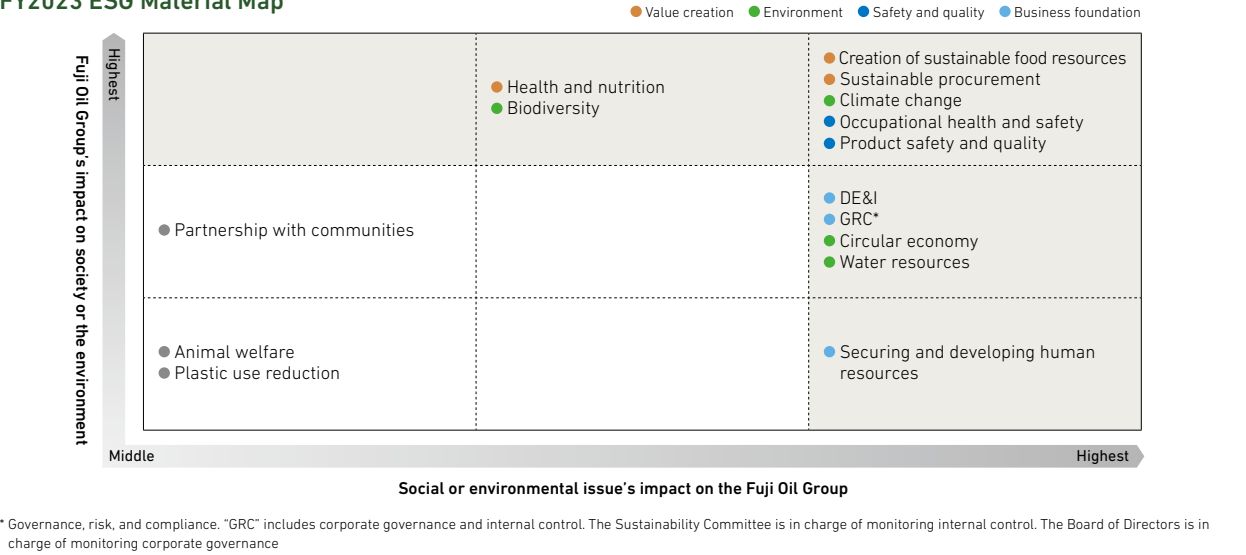 FY2023 ESG Material Map
Value creation Environment Safety and quality Business foundation
Fuji Oil Group's impact on society or the environment
Highest
Health and nutrition
Biodiversity
Creation of sustainable food resources
Sustainable procurement
Climate change
Occupational health and safety
Product safety and quality
Partnership with communities
DE&I
GRC*
Circular economy
Water resources
Animal welfare
Plastic use reduction
Securing and developing human
resources
Middle
Highest
Social or environmental issue's impact on the Fuji Oil Group
* Governance, risk, and compliance. “GRC” includes corporate governance and internal control. The Sustainability Committee is in charge of monitoring internal control. The Board of Directors is in
charge of monitoring corporate governance